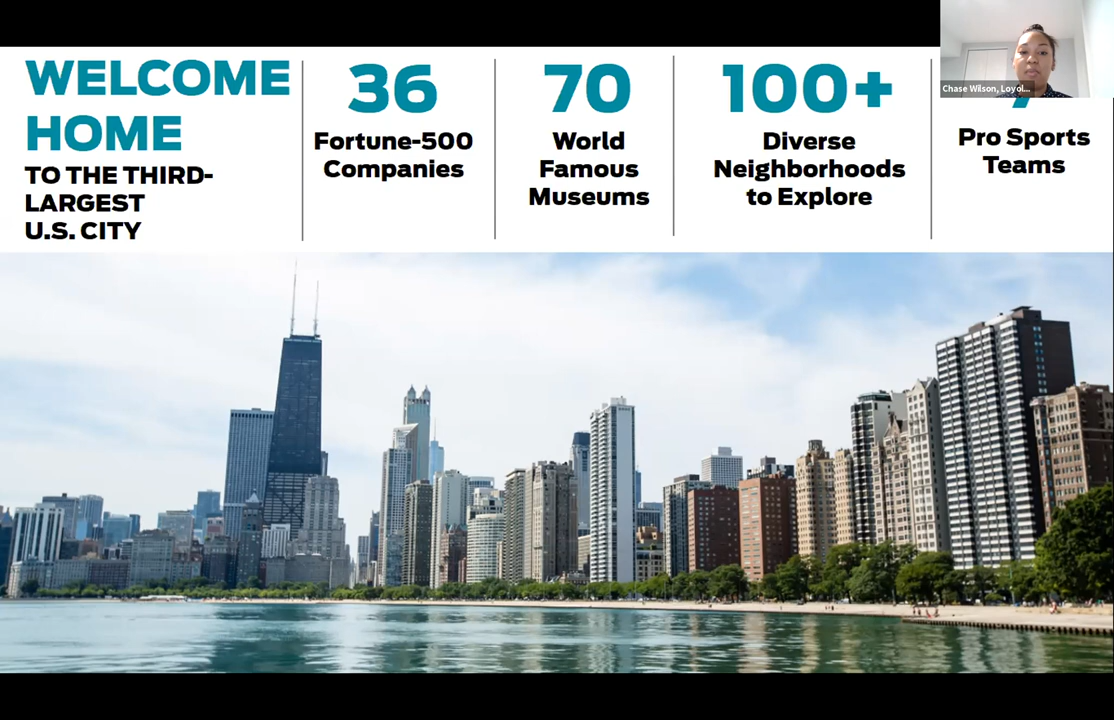 WELCOME
HOME
TO THE THIRD-
LARGEST
U.S. CITY
36
Fortune-500
Companies
70
World
Famous
Museums
100+
Diverse
Neighborhoods
to Explore
Pro Sports
Teams
Chase Wilson, Loyol...